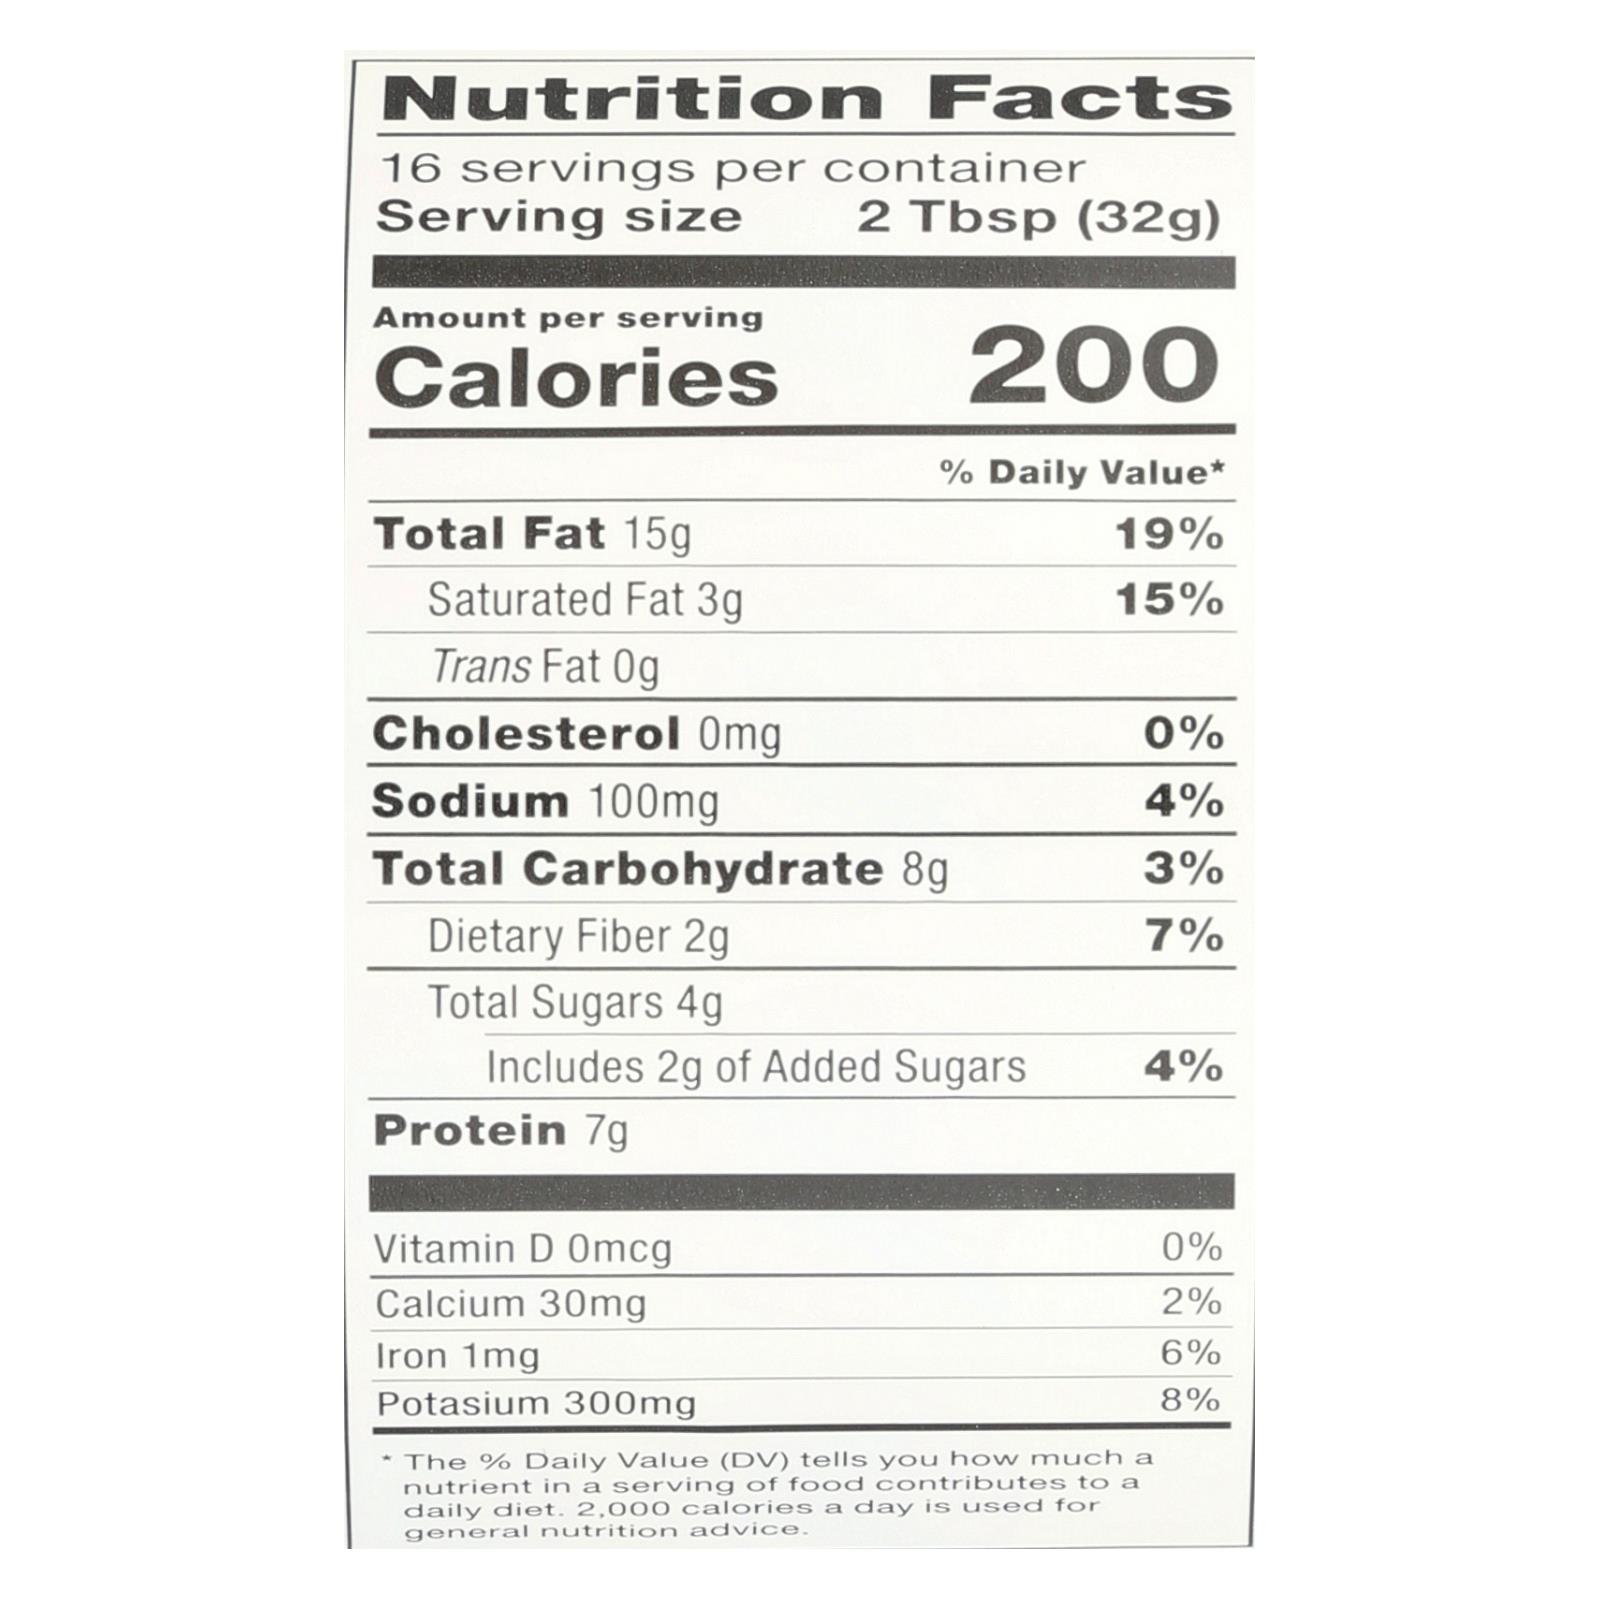 Nutrition Facts
16 servings per container
Serving size 2 Tbsp (32g)
Amount per serving
Calories 200
% Daily Value*
Total Fat 15g 19%
Saturated Fat 3g 15%
Trans Fat 0g
Cholesterol 0mg 0%
Sodium 100mg 4%
Total Carbohydrate 8g 3%
Dietary Fiber 2g 7%
Total Sugars 4g
Includes 2g of Added Sugars 4%
Protein 7g
Vitamin D 0mcg 0%
Calcium 30mg 2%
Iron 1mg 6%
Potasium 300mg 8%
* The % Daily Value (DV) tells you how much a
nutrient in a serving of food contributes to a
daily diet. 2,000 calories a day is used for
general nutrition advice.